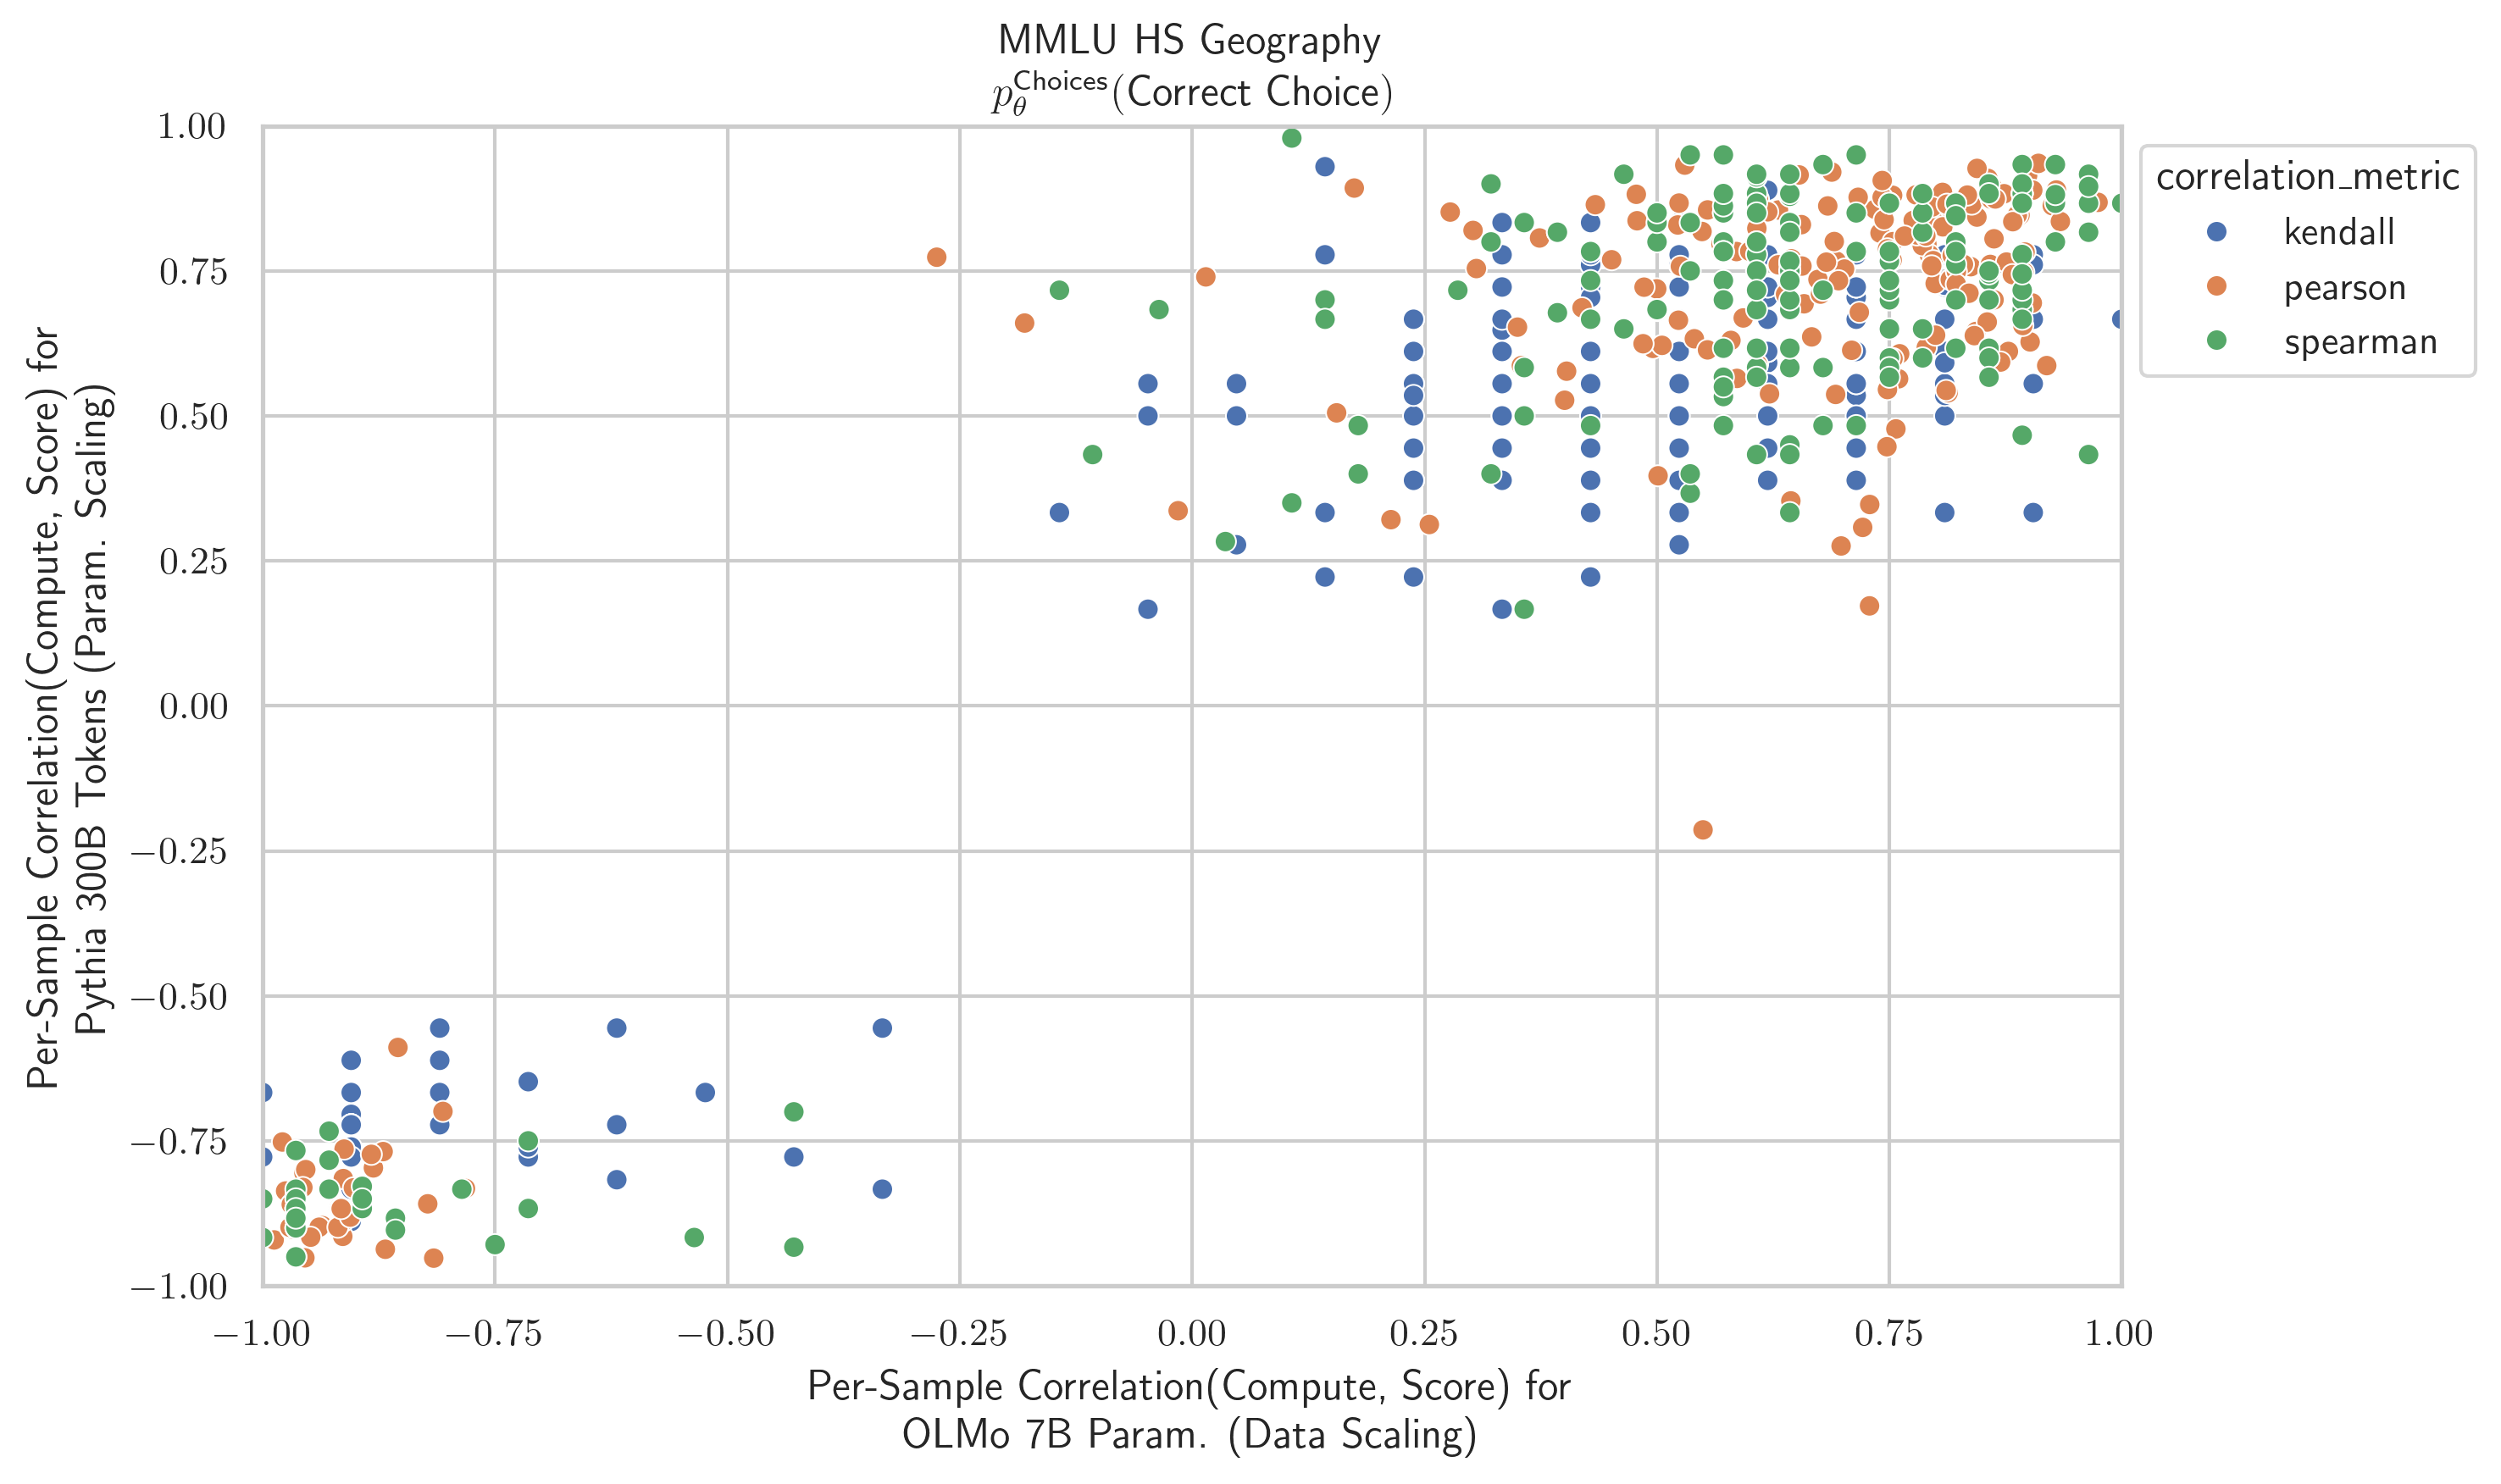 MMLU HS Geography
p_θ^Choices(Correct Choice)
1.00
0.75
0.50
0.25
0.00
−0.25
−0.50
−0.75
−1.00
Per-Sample Correlation(Compute, Score) for
Pythia 300B Tokens (Param. Scaling)
−1.00 −0.75 −0.50 −0.25 0.00 0.25 0.50 0.75 1.00
Per-Sample Correlation(Compute, Score) for
OLMo 7B Param. (Data Scaling)
correlation_metric
kendall
pearson
spearman